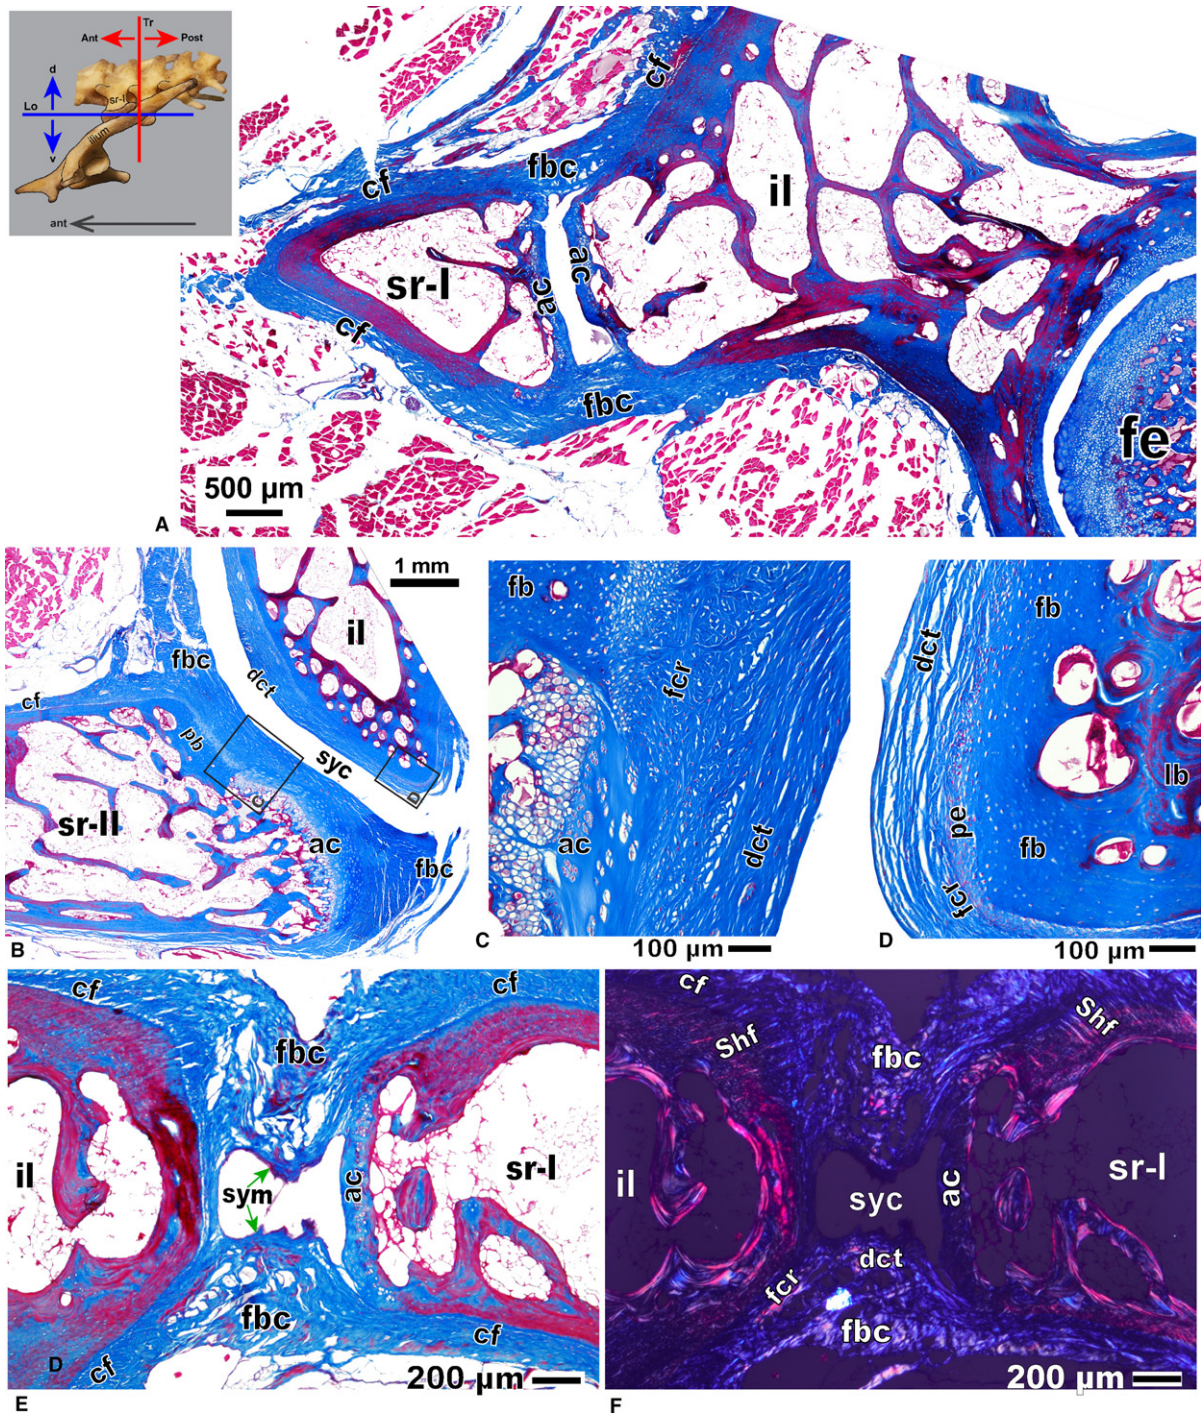 Tr
Ant Post
d
Lo sr-I
ilium
v
ant
cf
fbc
cf
il
ac
sr-I
ac
cf
fbc
fe
500 µm
A
1 mm
il
fbc
dct
cf
pb
syc
C
D
sr-II
ac
fbc
B
fb
fcr
ac
dct
C
100 µm
dct
fb
pe
lb
fb
fcr
D
100 µm
cf
cf
fbc
il
sr-I
sym
ac
fbc
cf
D
cf
200 µm
E
cf
Shf
Shf
fbc
il
ac
sr-I
syc
dct
fcr
fbc
200 µm
F